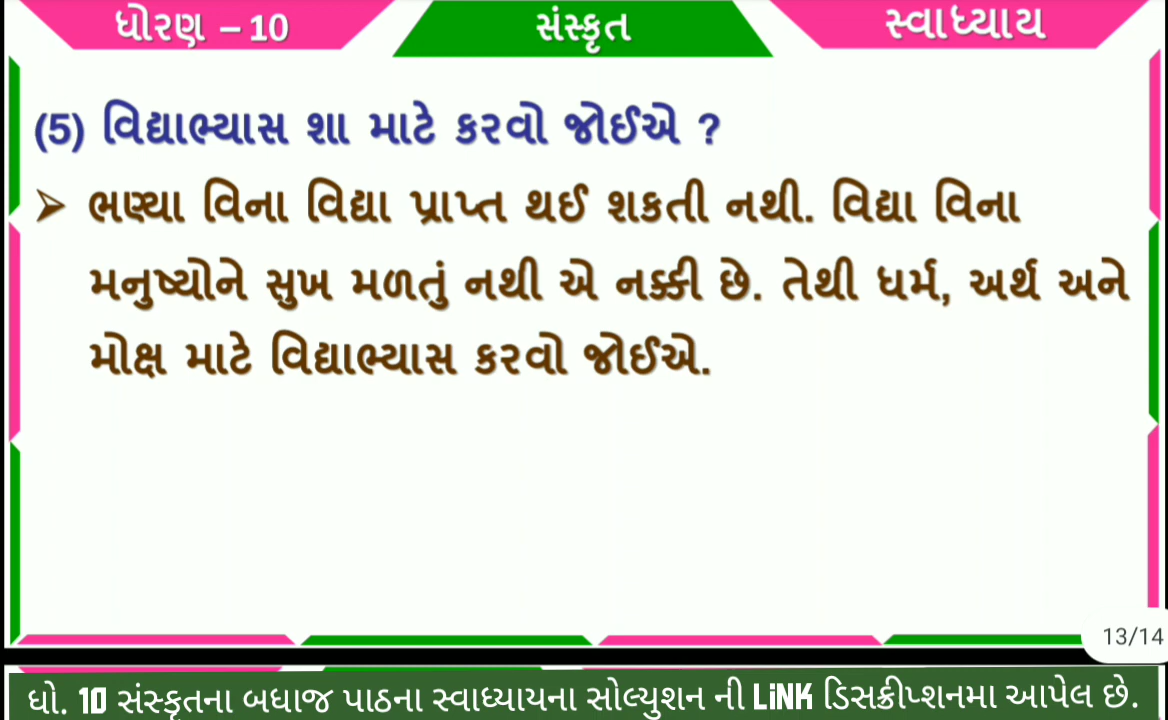 ધોરણ – 10
સંસ્કૃત
સ્વાધ્યાય
(5) વિદ્યાભ્યાસ શા માટે કરવો જોઈએ ?
➢ ભણ્યા વિના વિદ્યા પ્રાપ્ત થઈ શકતી નથી. વિદ્યા વિના
મનુષ્યોને સુખ મળતું નથી એ નક્કી છે. તેથી ધર્મ, અર્થ અને
મોક્ષ માટે વિદ્યાભ્યાસ કરવો જોઈએ.
13/14
ધો. 10 સંસ્કૃતના બધાજ પાઠના સ્વાધ્યાયના સોલ્યુશન ની LiNK ડિસક્રીપ્શનમા આપેલ છે.